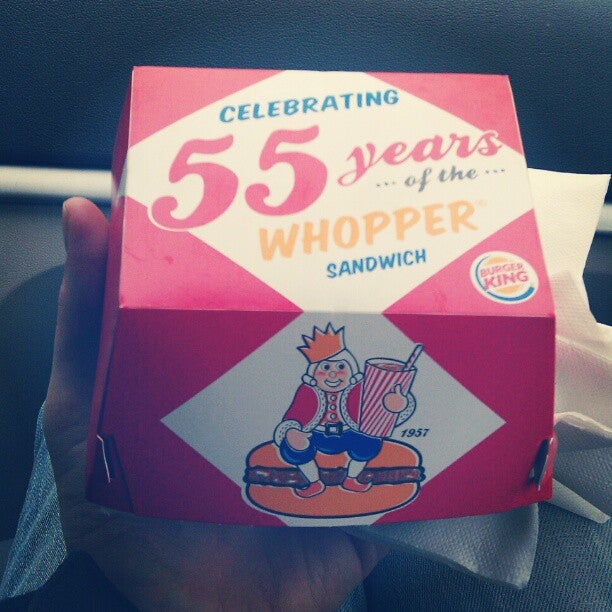 CELEBRATING
55 years
... of the ...
WHOPPER®
SANDWICH
BURGER
KING
1957